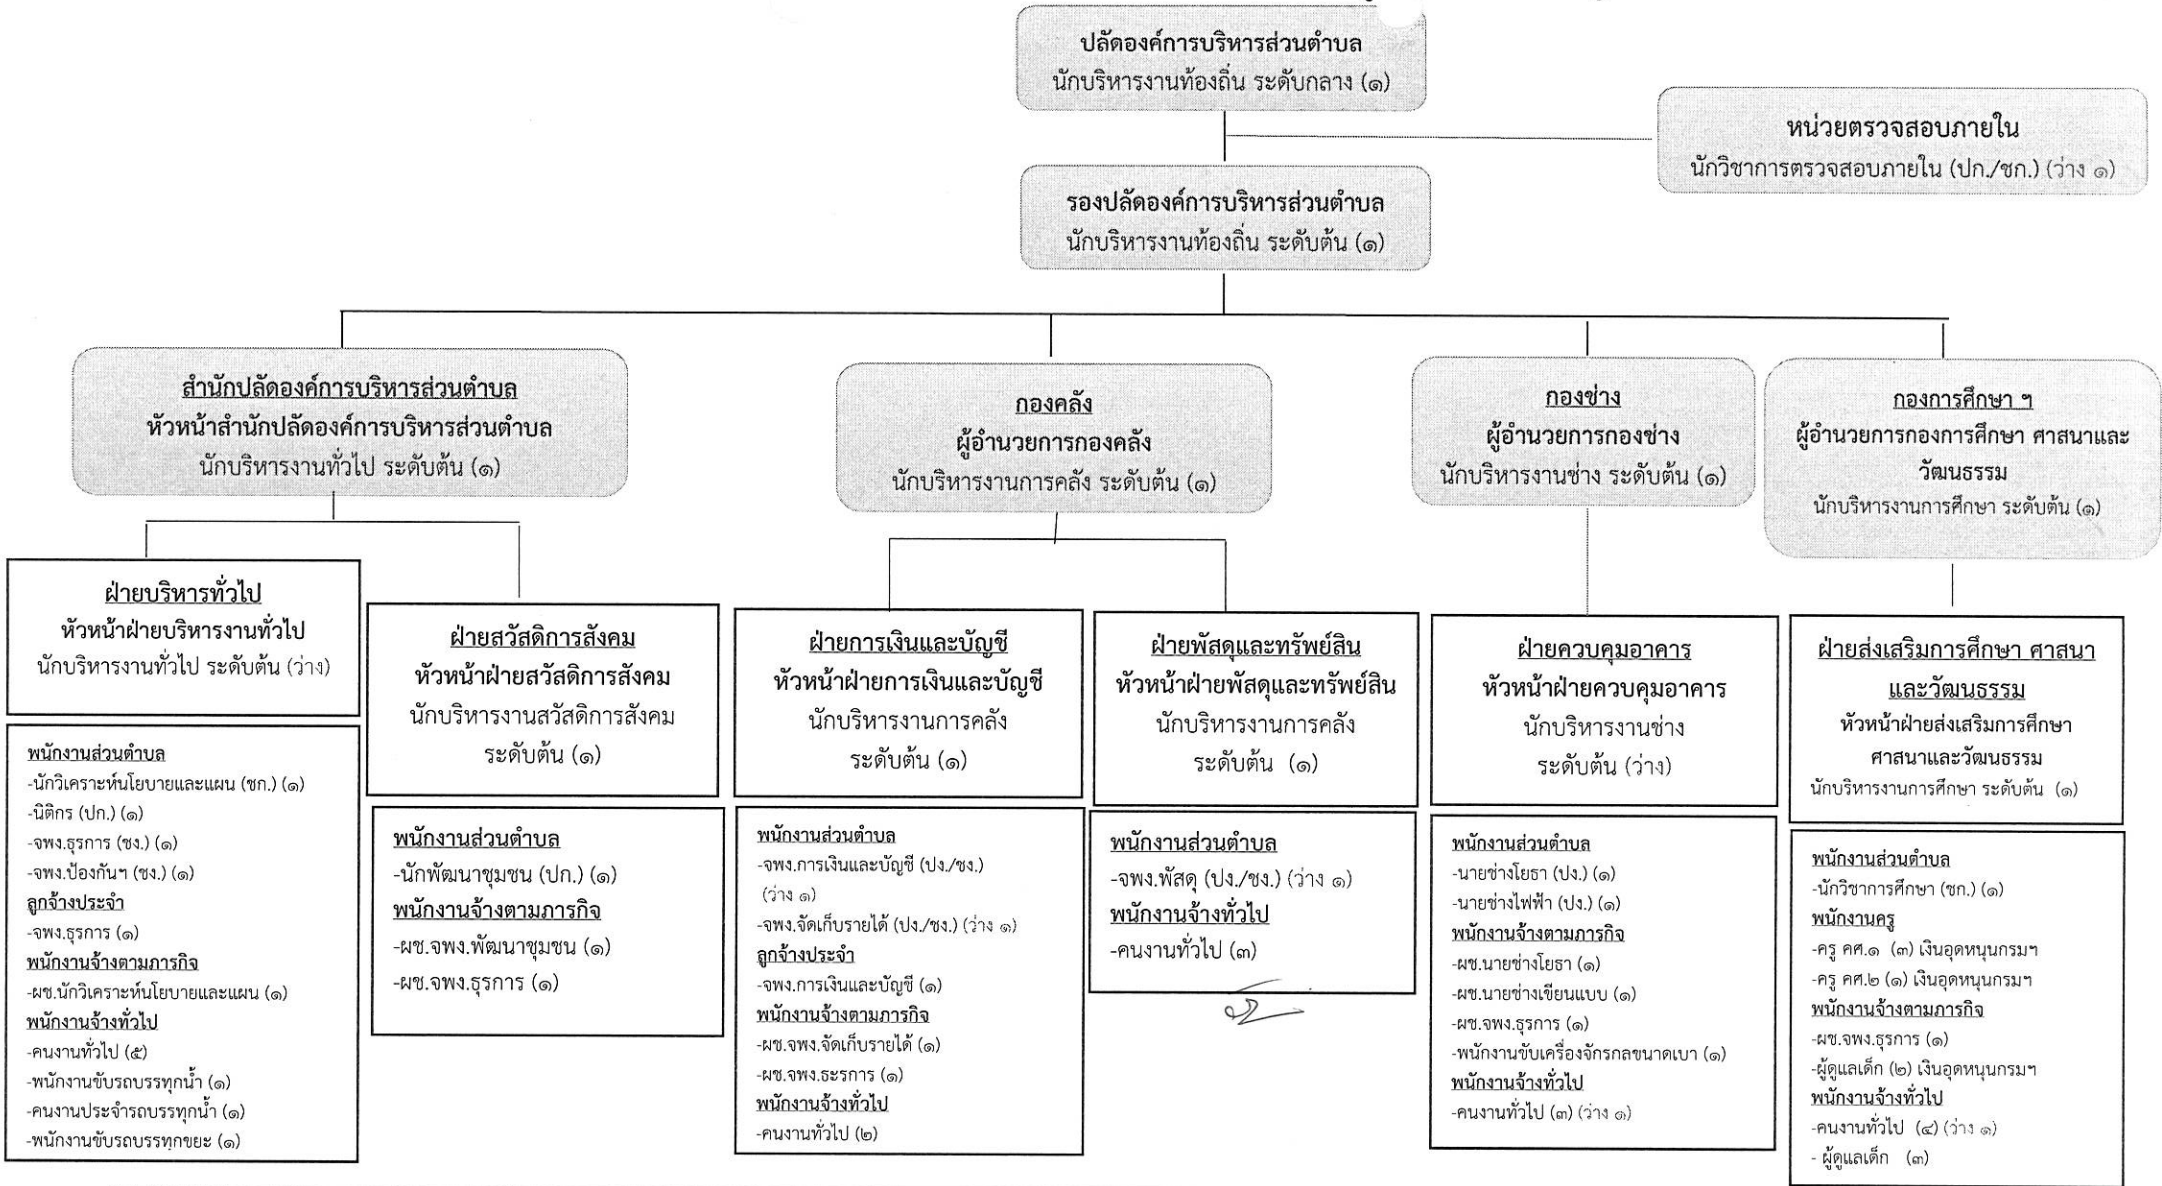 ปลัดองค์การบริหารส่วนตำบล
นักบริหารงานท้องถิ่น ระดับกลาง (๑)
หน่วยตรวจสอบภายใน
นักวิชาการตรวจสอบภายใน (ปก./ชก.) (ว่าง ๑)
รองปลัดองค์การบริหารส่วนตำบล
นักบริหารงานท้องถิ่น ระดับต้น (๑)
สำนักปลัดองค์การบริหารส่วนตำบล
หัวหน้าสำนักปลัดองค์การบริหารส่วนตำบล
นักบริหารงานทั่วไป ระดับต้น (๑)
กองคลัง
ผู้อำนวยการกองคลัง
นักบริหารงานการคลัง ระดับต้น (๑)
กองช่าง
ผู้อำนวยการกองช่าง
นักบริหารงานช่าง ระดับต้น (๑)
กองการศึกษา ฯ
ผู้อำนวยการกองการศึกษา ศาสนาและ
วัฒนธรรม
นักบริหารงานการศึกษา ระดับต้น (๑)
ฝ่ายบริหารทั่วไป
หัวหน้าฝ่ายบริหารงานทั่วไป
นักบริหารงานทั่วไป ระดับต้น (ว่าง)
พนักงานส่วนตำบล
-นักวิเคราะห์นโยบายและแผน (ชก.) (๑)
-นิติกร (ปก.) (๑)
-จพง.ธุรการ (ชง.) (๑)
-จพง.ป้องกันฯ (ชง.) (๑)
ลูกจ้างประจำ
-จพง.ธุรการ (๑)
พนักงานจ้างตามภารกิจ
-ผช.นักวิเคราะห์นโยบายและแผน (๑)
พนักงานจ้างทั่วไป
-คนงานทั่วไป (๕)
-พนักงานขับรถบรรทุกน้ำ (๑)
-คนงานประจำรถบรรทุกน้ำ (๑)
-พนักงานขับรถบรรทุกขยะ (๑)
ฝ่ายสวัสดิการสังคม
หัวหน้าฝ่ายสวัสดิการสังคม
นักบริหารงานสวัสดิการสังคม
ระดับต้น (๑)
พนักงานส่วนตำบล
-นักพัฒนาชุมชน (ปก.) (๑)
พนักงานจ้างตามภารกิจ
-ผช.จพง.พัฒนาชุมชน (๑)
-ผช.จพง.ธุรการ (๑)
ฝ่ายการเงินและบัญชี
หัวหน้าฝ่ายการเงินและบัญชี
นักบริหารงานการคลัง
ระดับต้น (๑)
พนักงานส่วนตำบล
-จพง.การเงินและบัญชี (ปง./ชง.)
(ว่าง ๑)
-จพง.จัดเก็บรายได้ (ปง./ชง.) (ว่าง ๑)
ลูกจ้างประจำ
-จพง.การเงินและบัญชี (๑)
พนักงานจ้างตามภารกิจ
-ผช.จพง.จัดเก็บรายได้ (๑)
-ผช.จพง.ธะรการ (๑)
พนักงานจ้างทั่วไป
-คนงานทั่วไป (๒)
ฝ่ายพัสดุและทรัพย์สิน
หัวหน้าฝ่ายพัสดุและทรัพย์สิน
นักบริหารงานการคลัง
ระดับต้น (๑)
พนักงานส่วนตำบล
-จพง.พัสดุ (ปง./ชง.) (ว่าง ๑)
พนักงานจ้างทั่วไป
-คนงานทั่วไป (๓)
ฝ่ายควบคุมอาคาร
หัวหน้าฝ่ายควบคุมอาคาร
นักบริหารงานช่าง
ระดับต้น (ว่าง)
พนักงานส่วนตำบล
-นายช่างโยธา (ปง.) (๑)
-นายช่างไฟฟ้า (ปง.) (๑)
พนักงานจ้างตามภารกิจ
-ผช.นายช่างโยธา (๑)
-ผช.นายช่างเขียนแบบ (๑)
-ผช.จพง.ธุรการ (๑)
-พนักงานขับเครื่องจักรกลขนาดเบา (๑)
พนักงานจ้างทั่วไป
-คนงานทั่วไป (๓) (ว่าง ๑)
ฝ่ายส่งเสริมการศึกษา ศาสนา
และวัฒนธรรม
หัวหน้าฝ่ายส่งเสริมการศึกษา
ศาสนาและวัฒนธรรม
นักบริหารงานการศึกษา ระดับต้น (๑)
พนักงานส่วนตำบล
-นักวิชาการศึกษา (ชก.) (๑)
พนักงานครู
-ครู คศ.๑ (๓) เงินอุดหนุนกรมฯ
-ครู คศ.๒ (๑) เงินอุดหนุนกรมฯ
พนักงานจ้างตามภารกิจ
-ผช.จพง.ธุรการ (๑)
-ผู้ดูแลเด็ก (๒) เงินอุดหนุนกรมฯ
พนักงานจ้างทั่วไป
-คนงานทั่วไป (๔) (ว่าง ๑)
- ผู้ดูแลเด็ก (๓)